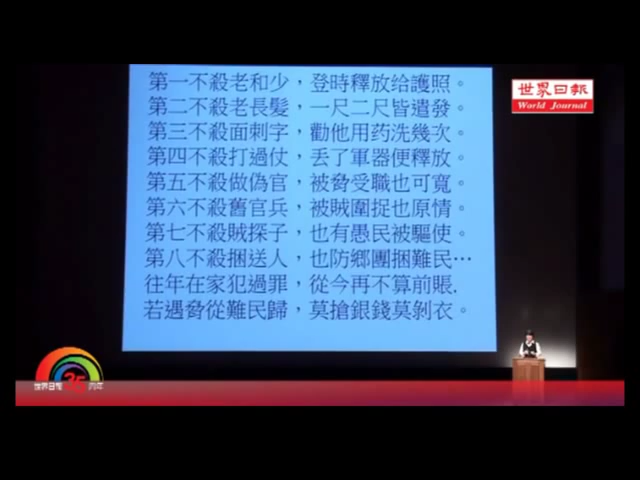 第一不殺老和少，登時釋放给護照。
第二不殺老長髮，一尺二尺皆遣發。
第三不殺面刺字，勸他用药洗幾次。
第四不殺打過仗，丟了軍器便釋放。
第五不殺做偽官，被脅受職也可寬。
第六不殺舊官兵，被賊圍捉也原情。
第七不殺賊探子，也有愚民被驅使.
第八不殺捆送人，也防鄉團捆難民…
往年在家犯過罪，從今再不算前賬.
若遇脅從難民歸，莫搶銀錢莫剝衣。
世界日報
World Journal
世界日報 35 周年